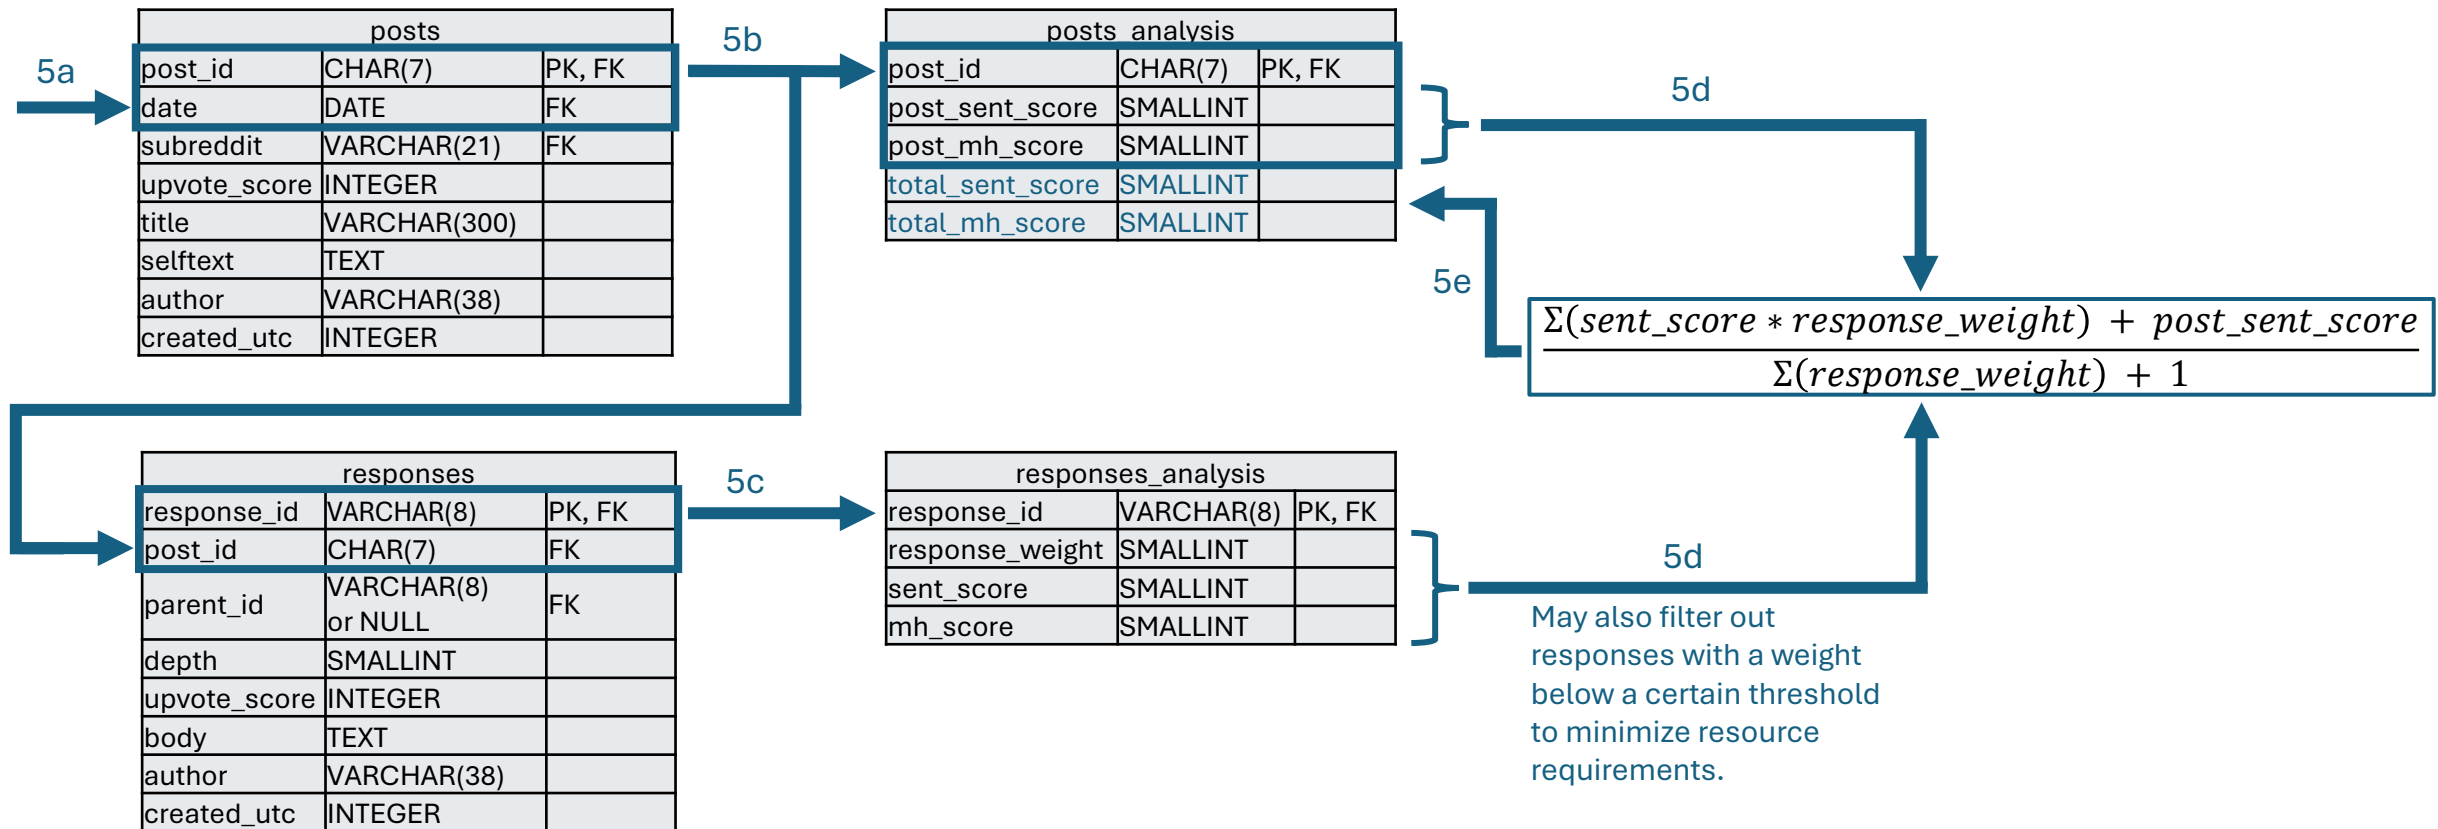 5a
posts
post_id CHAR(7) PK, FK
date DATE FK
subreddit VARCHAR(21) FK
upvote_score INTEGER
title VARCHAR(300)
selftext TEXT
author VARCHAR(38)
created_utc INTEGER
5b
posts_analysis
post_id CHAR(7) PK, FK
post_sent_score SMALLINT
post_mh_score SMALLINT
total_sent_score SMALLINT
total_mh_score SMALLINT
5d
5e
Σ(sent_score * response_weight) + post_sent_score
Σ(response_weight) + 1
responses
response_id VARCHAR(8) PK, FK
post_id CHAR(7) FK
parent_id VARCHAR(8) FK
or NULL
depth SMALLINT
upvote_score INTEGER
body TEXT
author VARCHAR(38)
created_utc INTEGER
5c
responses_analysis
response_id VARCHAR(8) PK, FK
response_weight SMALLINT
sent_score SMALLINT
mh_score SMALLINT
5d
May also filter out
responses with a weight
below a certain threshold
to minimize resource
requirements.